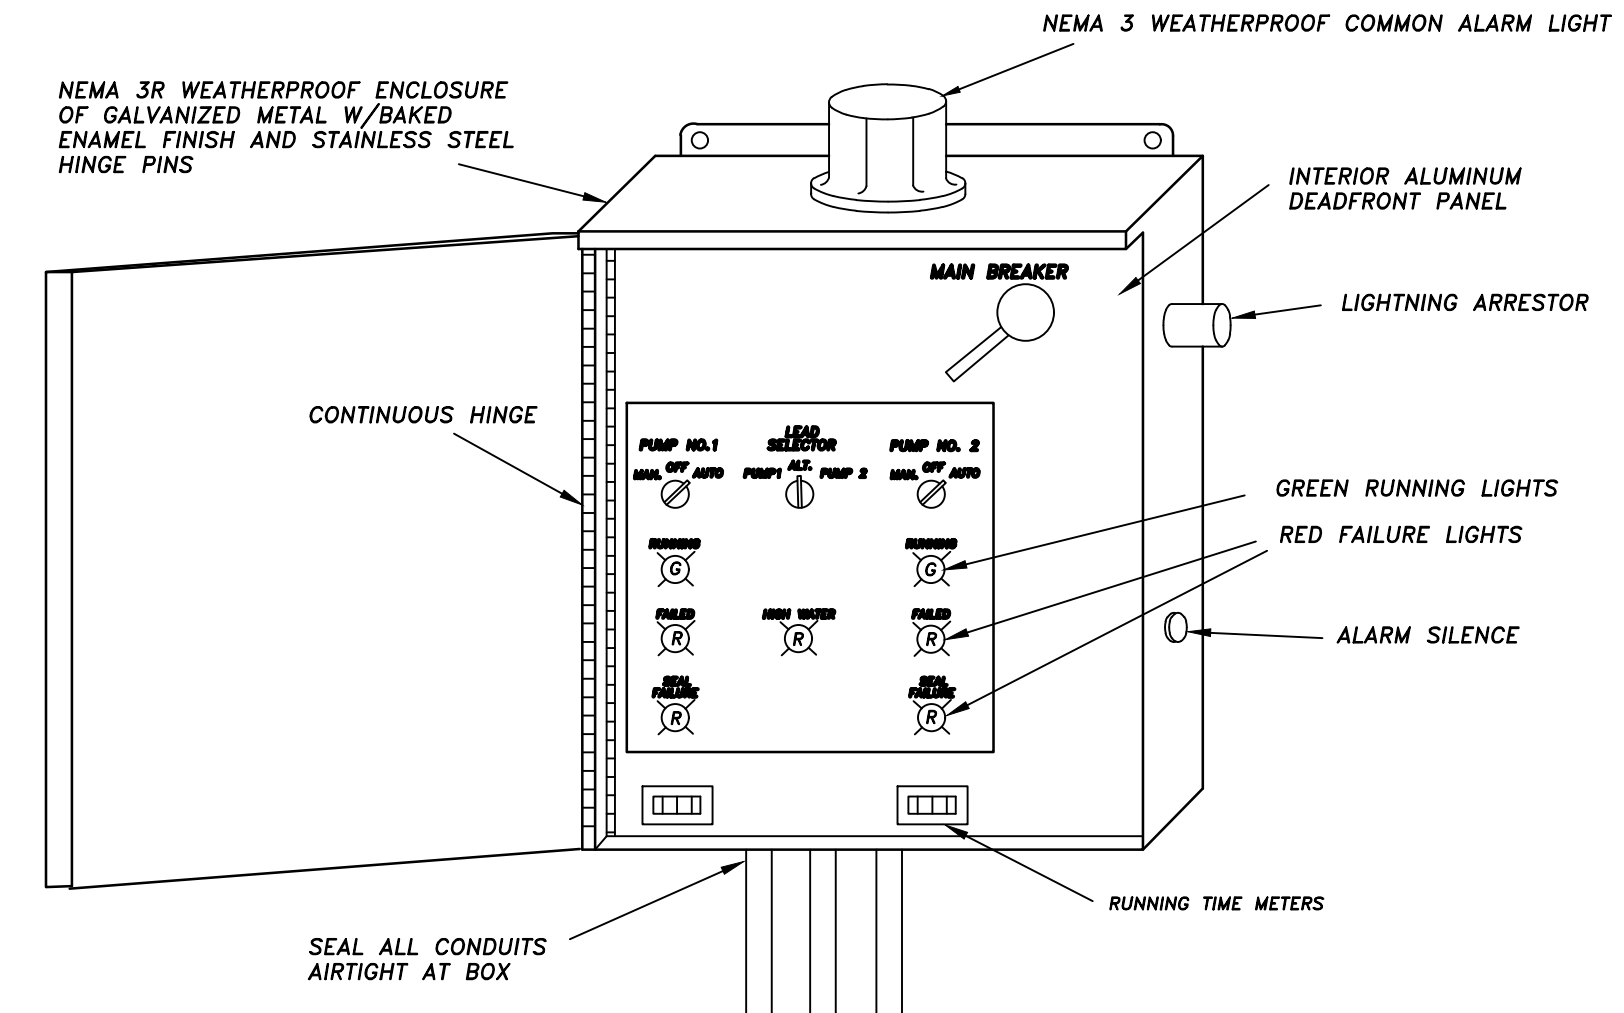 NEMA 3 WEATHERPROOF COMMON ALARM LIGHT
NEMA 3R WEATHERPROOF ENCLOSURE
OF GALVANIZED METAL W/BAKED
ENAMEL FINISH AND STAINLESS STEEL
HINGE PINS
INTERIOR ALUMINUM
DEADFRONT PANEL
MAIN BREAKER
LIGHTNING ARRESTOR
CONTINUOUS HINGE
LEAD
PUMP NO.1 SELECTOR PUMP NO. 2
MAN. OFF AUTO PUMP1 ALT. PUMP 2 MAN. OFF AUTO
GREEN RUNNING LIGHTS
RED FAILURE LIGHTS
RUNNING RUNNING
G G
FAILED HIGH WATER FAILED
R R R
ALARM SILENCE
SEAL SEAL
FAILURE FAILURE
R R
RUNNING TIME METERS
SEAL ALL CONDUITS
AIRTIGHT AT BOX